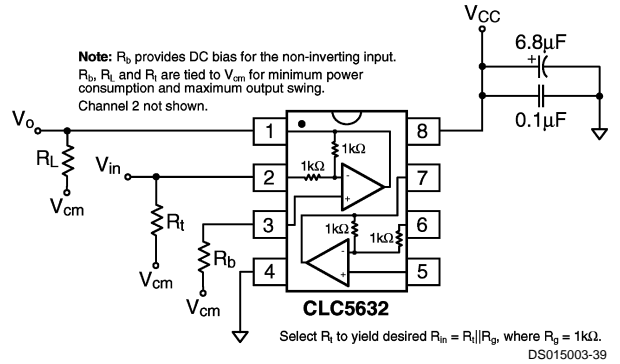 V_CC
6.8µF
+
Note: R_b provides DC bias for the non-inverting input.
R_b, R_L and R_t are tied to V_cm for minimum power
consumption and maximum output swing.
Channel 2 not shown.
0.1µF
V_o
1
8
R_L
1kΩ
V_in
1kΩ
2
7
-
+
V_cm
R_t
3
6
1kΩ
1kΩ
R_b
-
+
4
5
V_cm
V_cm
CLC5632
Select R_t to yield desired R_in = R_t||R_g, where R_g = 1kΩ.
DS015003-39